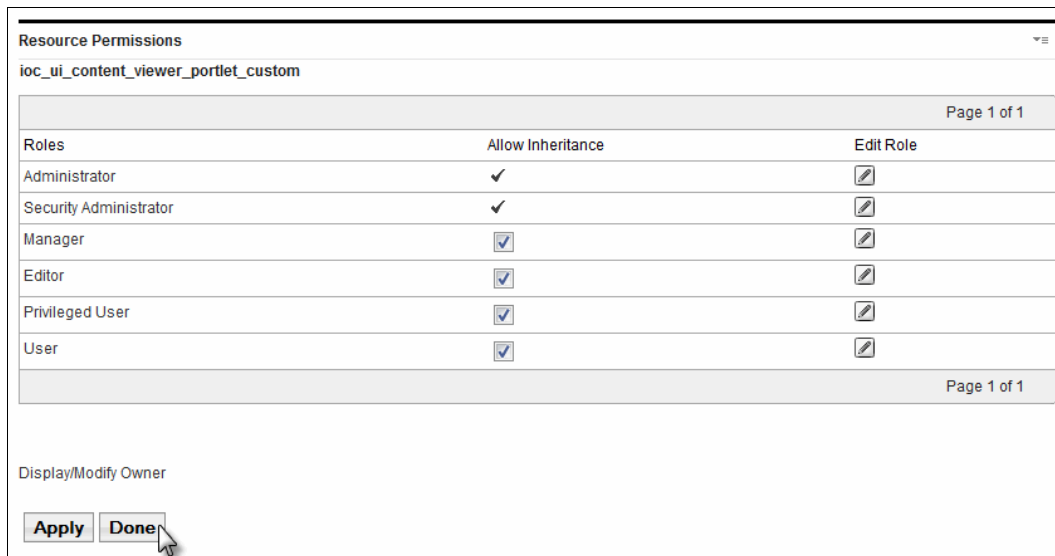 Resource Permissions
ioc_ui_content_viewer_portlet_custom
Page 1 of 1
Roles Allow Inheritance Edit Role
Administrator
Security Administrator
Manager
Editor
Privileged User
User
Page 1 of 1
Display/Modify Owner
Apply Done